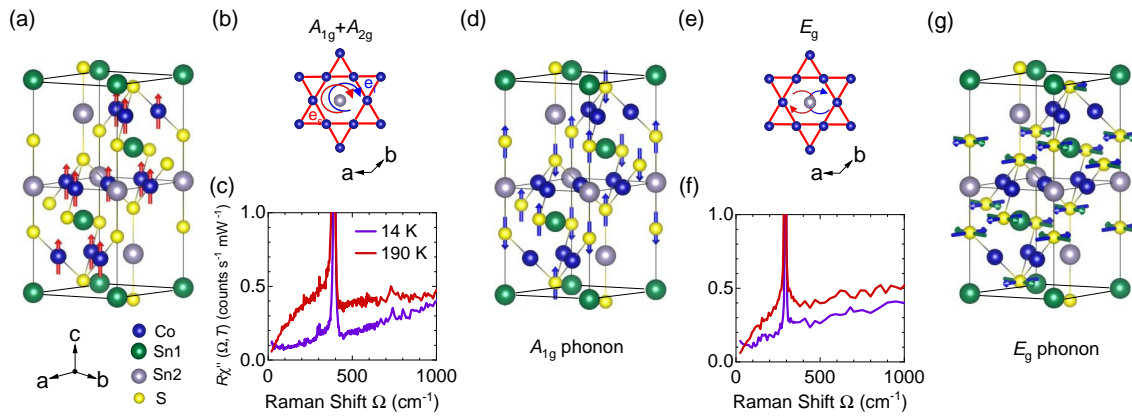 (a)
(b)
(d)
(e)
(g)
A1g+A2g
Eg
ei
es
b
a
b
a
(c)
(f)
Rχ'' (Ω,T) (counts s⁻¹ mW⁻¹)
1.0
0.5
0.0
14 K
190 K
0
500
1000
Raman Shift Ω (cm⁻¹)
1.0
0.5
0.0
0
500
1000
Raman Shift Ω (cm⁻¹)
A1g phonon
Eg phonon
c
a
b
Co
Sn1
Sn2
S